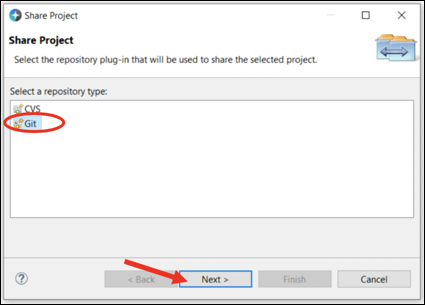 Share Project
Share Project
Select the repository plug-in that will be used to share the selected project.
Select a repository type:
CVS
Git
< Back
Next >
Finish
Cancel